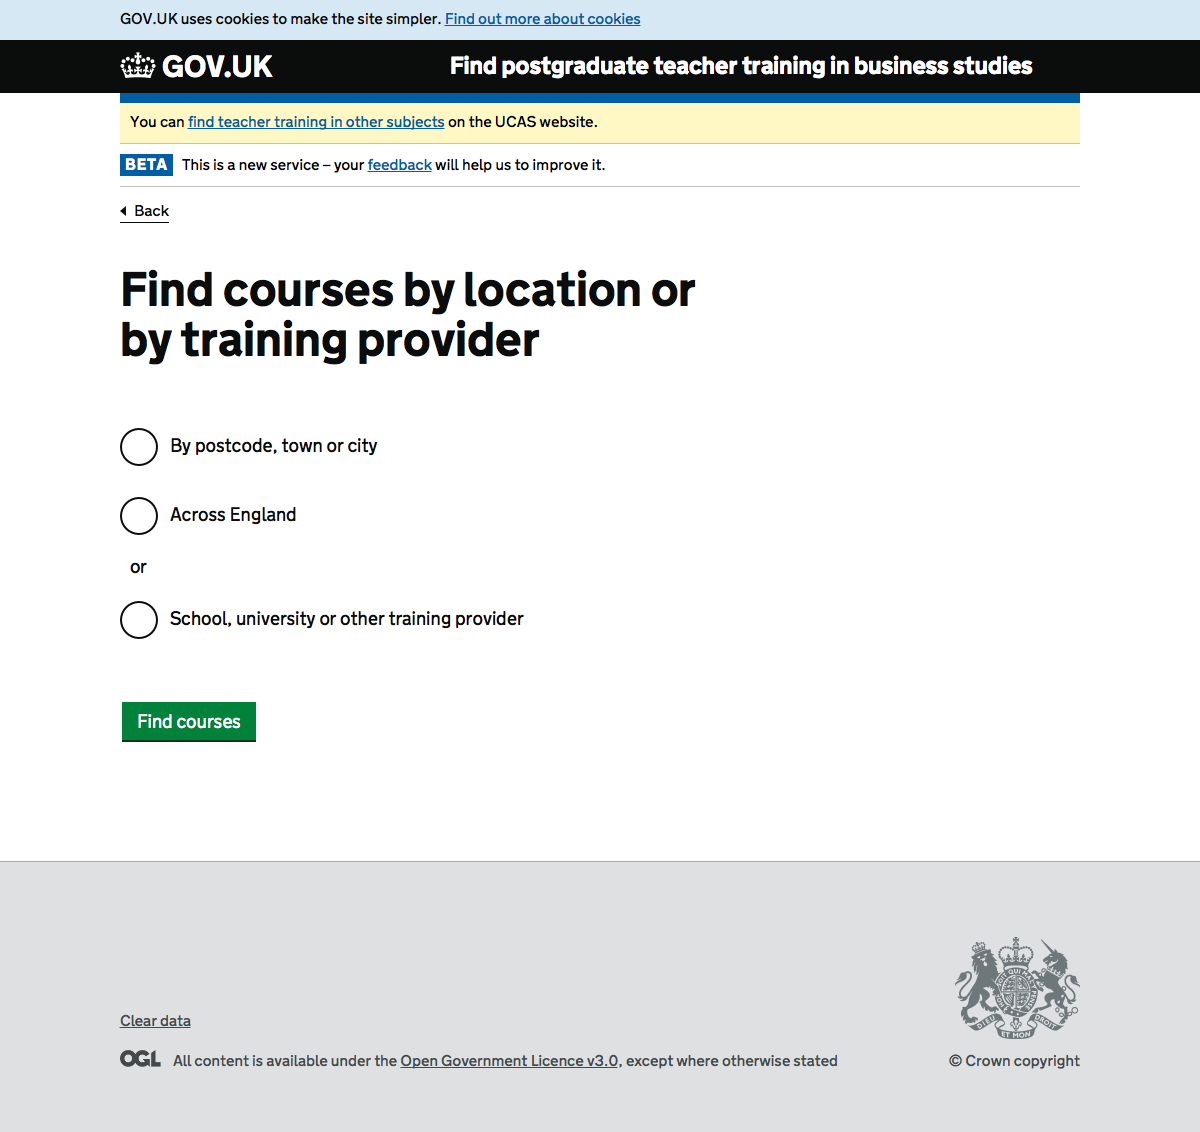 GOV.UK uses cookies to make the site simpler. Find out more about cookies
GOV.UK
Find postgraduate teacher training in business studies
You can find teacher training in other subjects on the UCAS website.
BETA This is a new service – your feedback will help us to improve it.
Back
Find courses by location or
by training provider
By postcode, town or city
Across England
or
School, university or other training provider
Find courses
Clear data
OGL All content is available under the Open Government Licence v3.0, except where otherwise stated
DIEU ET MON DROIT
© Crown copyright